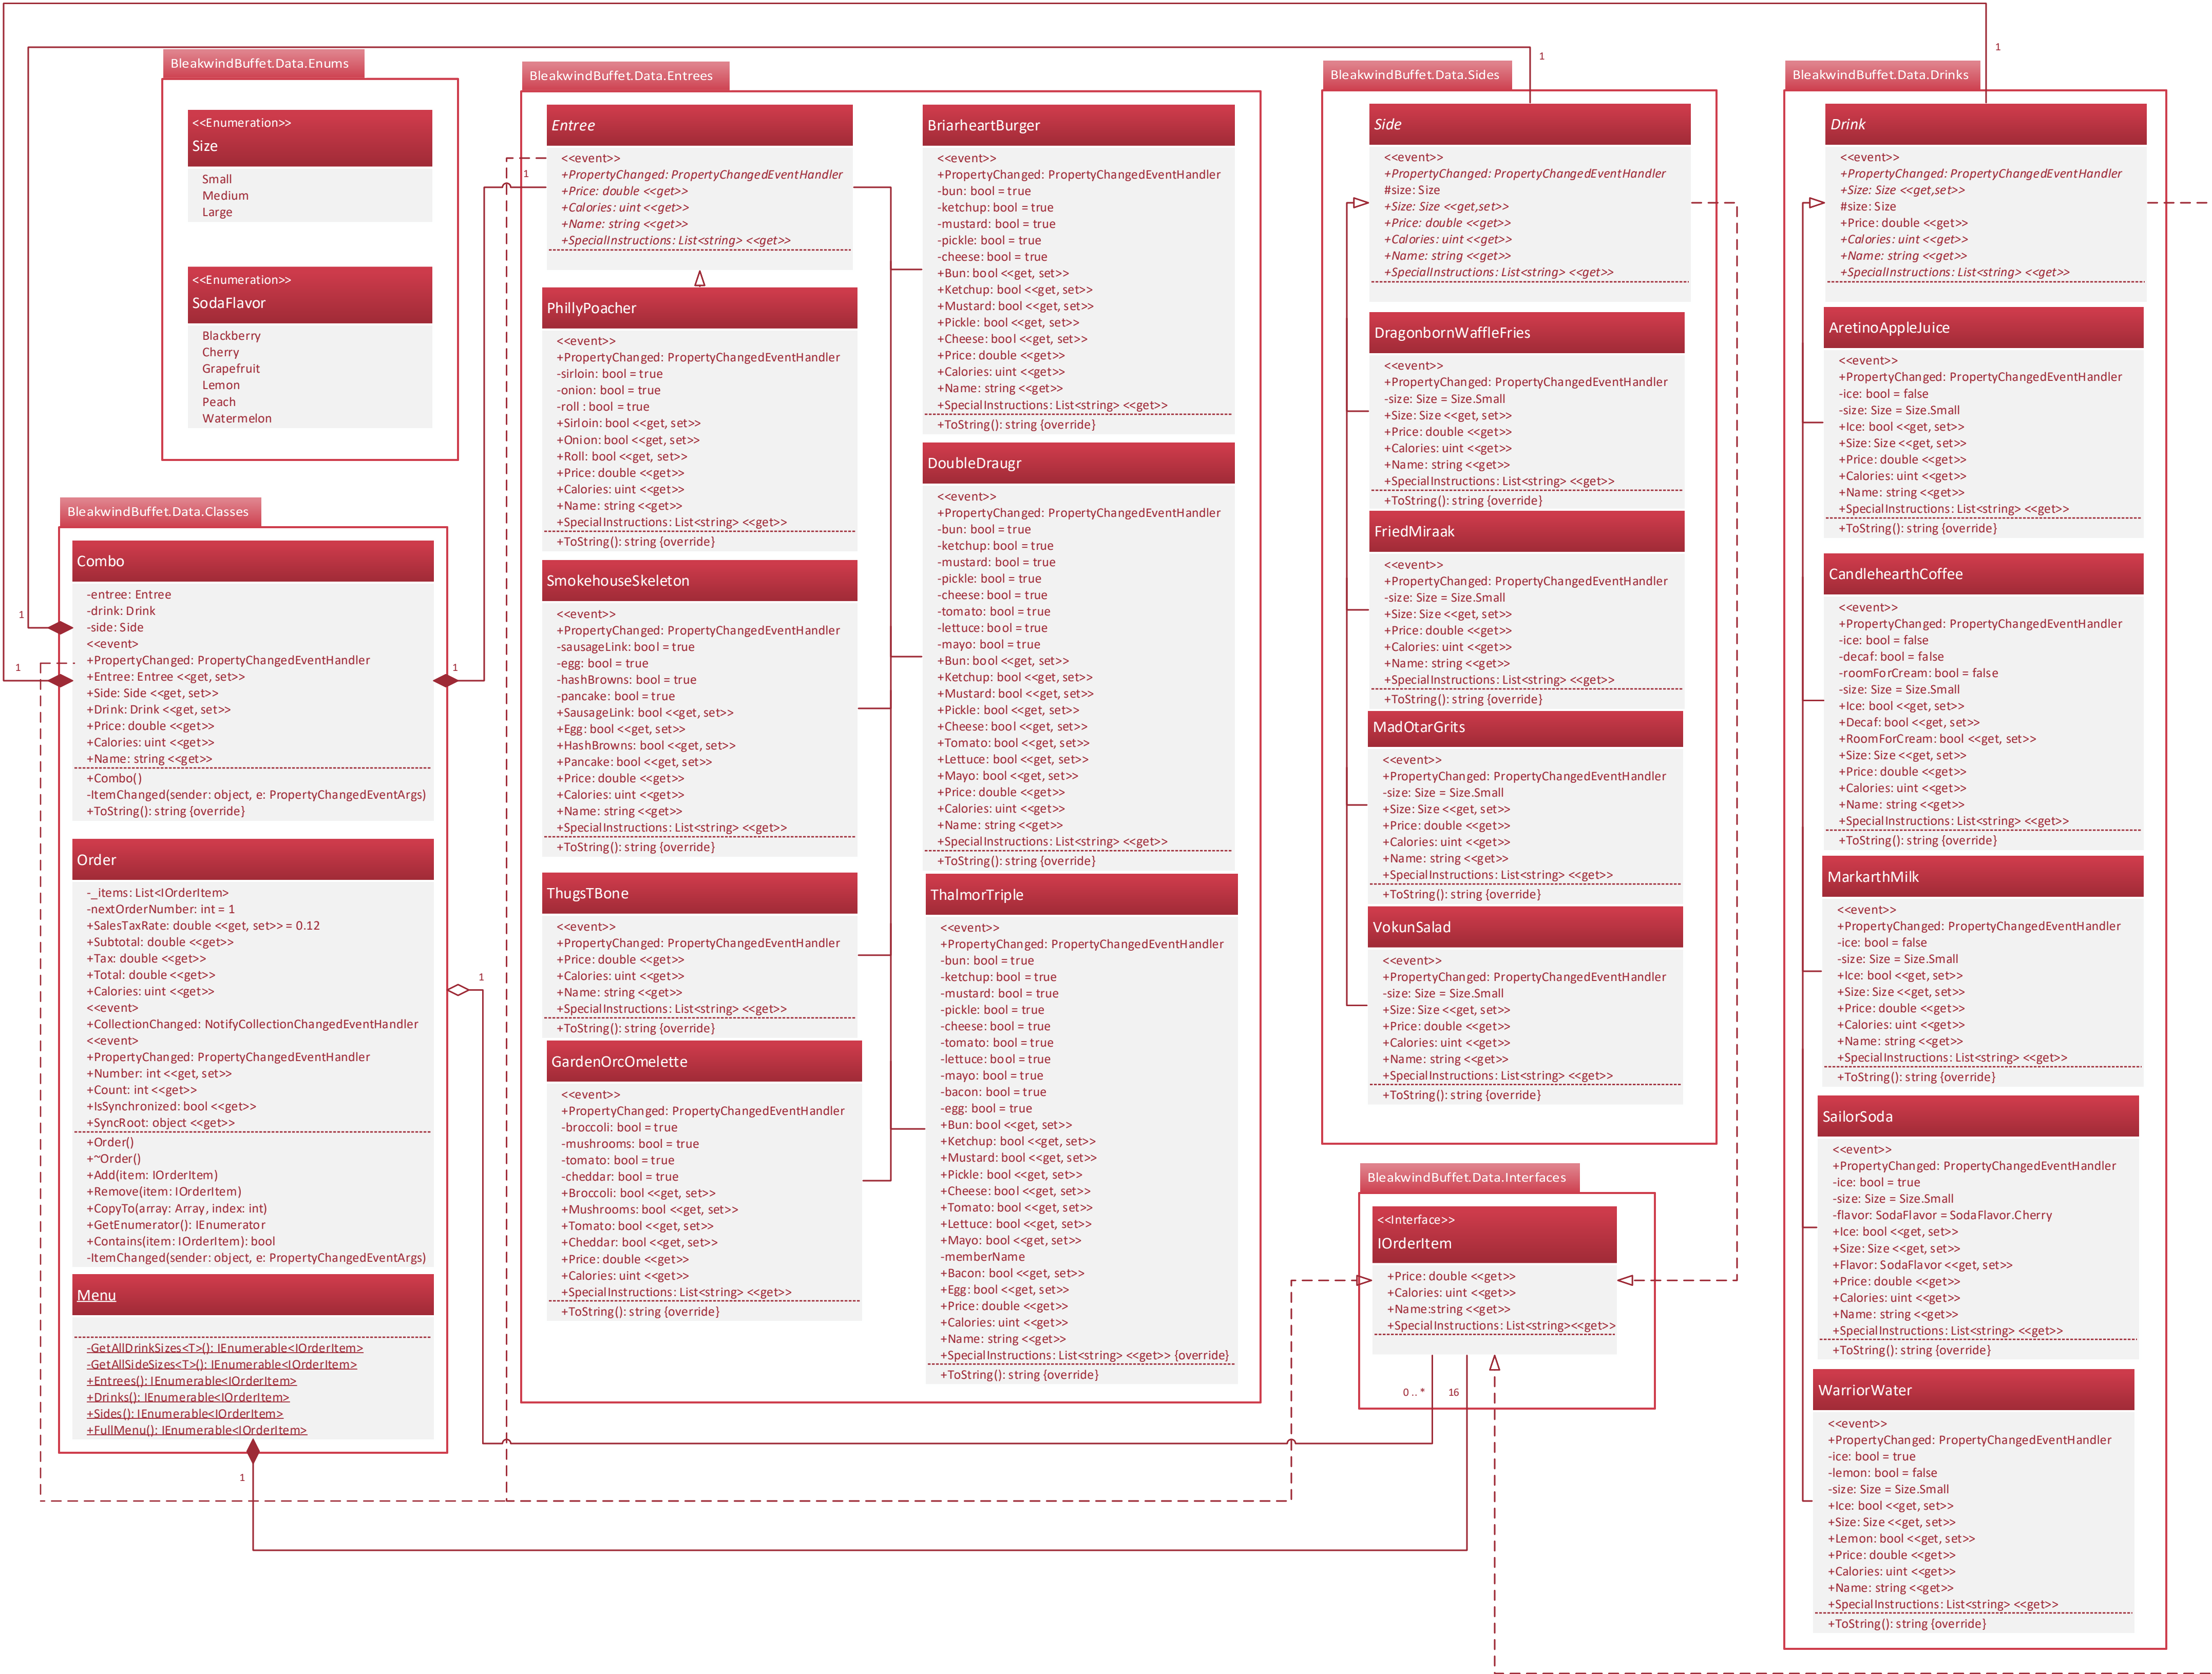 BleakwindBuffet.Data.Enums
<<Enumeration>>
Size
Small
Medium
Large
<<Enumeration>>
SodaFlavor
Blackberry
Cherry
Grapefruit
Lemon
Peach
Watermelon
BleakwindBuffet.Data.Classes
Combo
-entree: Entree
-drink: Drink
-side: Side
<<event>
+PropertyChanged: PropertyChangedEventHandler
+Entree: Entree <<get, set>>
+Side: Side <<get, set>>
+Drink: Drink <<get, set>>
+Price: double <<get>>
+Calories: uint <<get>>
+Name: string <<get>>
+Combo()
-ItemChanged(sender: object, e: PropertyChangedEventArgs)
+ToString(): string {override}
Order
-_items: List<IOrderItem>
-nextOrderNumber: int = 1
+SalesTaxRate: double <<get, set>> = 0.12
+Subtotal: double <<get>>
+Tax: double <<get>>
+Total: double <<get>>
+Calories: uint <<get>>
<<event>
+CollectionChanged: NotifyCollectionChangedEventHandler
<<event>
+PropertyChanged: PropertyChangedEventHandler
+Number: int <<get, set>>
+Count: int <<get>>
+IsSynchronized: bool <<get>>
+SyncRoot: object <<get>>
+Order()
+~Order()
+Add(item: IOrderItem)
+Remove(item: IOrderItem)
+CopyTo(array: Array, index: int)
+GetEnumerator(): IEnumerator
+Contains(item: IOrderItem): bool
-ItemChanged(sender: object, e: PropertyChangedEventArgs)
Menu
-GetAllDrinkSizes<T>(): IEnumerable<IOrderItem>
-GetAllSideSizes<T>(): IEnumerable<IOrderItem>
+Entrees(): IEnumerable<IOrderItem>
+Drinks(): IEnumerable<IOrderItem>
+Sides(): IEnumerable<IOrderItem>
+FullMenu(): IEnumerable<IOrderItem>
1
1
1
1
1
1
BleakwindBuffet.Data.Entrees
Entree
<<event>>
+PropertyChanged: PropertyChangedEventHandler
+Price: double <<get>>
+Calories: uint <<get>>
+Name: string <<get>>
+SpecialInstructions: List<string> <<get>>
PhillyPoacher
<<event>>
+PropertyChanged: PropertyChangedEventHandler
-sirloin: bool = true
-onion: bool = true
-roll : bool = true
+Sirloin: bool <<get, set>>
+Onion: bool <<get, set>>
+Roll: bool <<get, set>>
+Price: double <<get>>
+Calories: uint <<get>>
+Name: string <<get>>
+SpecialInstructions: List<string> <<get>>
+ToString(): string {override}
SmokehouseSkeleton
<<event>>
+PropertyChanged: PropertyChangedEventHandler
-sausageLink: bool = true
-egg: bool = true
-hashBrowns: bool = true
-pancake: bool = true
+SausageLink: bool <<get, set>>
+Egg: bool <<get, set>>
+HashBrowns: bool <<get, set>>
+Pancake: bool <<get, set>>
+Price: double <<get>>
+Calories: uint <<get>>
+Name: string <<get>>
+SpecialInstructions: List<string> <<get>>
+ToString(): string {override}
ThugsTBone
<<event>>
+PropertyChanged: PropertyChangedEventHandler
+Price: double <<get>>
+Calories: uint <<get>>
+Name: string <<get>>
+SpecialInstructions: List<string> <<get>>
+ToString(): string {override}
GardenOrcOmelette
<<event>>
+PropertyChanged: PropertyChangedEventHandler
-broccoli: bool = true
-mushrooms: bool = true
-tomato: bool = true
-cheddar: bool = true
+Broccoli: bool <<get, set>>
+Mushrooms: bool <<get, set>>
+Tomato: bool <<get, set>>
+Cheddar: bool <<get, set>>
+Price: double <<get>>
+Calories: uint <<get>>
+SpecialInstructions: List<string> <<get>>
+ToString(): string {override}
BriarheartBurger
<<event>>
+PropertyChanged: PropertyChangedEventHandler
-bun: bool = true
-ketchup: bool = true
-mustard: bool = true
-pickle: bool = true
-cheese: bool = true
+Bun: bool <<get, set>>
+Ketchup: bool <<get, set>>
+Mustard: bool <<get, set>>
+Pickle: bool <<get, set>>
+Cheese: bool <<get, set>>
+Price: double <<get>>
+Calories: uint <<get>>
+Name: string <<get>>
+SpecialInstructions: List<string> <<get>>
+ToString(): string {override}
DoubleDraugr
<<event>>
+PropertyChanged: PropertyChangedEventHandler
-bun: bool = true
-ketchup: bool = true
-mustard: bool = true
-pickle: bool = true
-cheese: bool = true
-tomato: bool = true
-lettuce: bool = true
-mayo: bool = true
+Bun: bool <<get, set>>
+Ketchup: bool <<get, set>>
+Mustard: bool <<get, set>>
+Pickle: bool <<get, set>>
+Cheese: bool <<get, set>>
+Tomato: bool <<get, set>>
+Lettuce: bool <<get, set>>
+Mayo: bool <<get, set>>
+Price: double <<get>>
+Calories: uint <<get>>
+Name: string <<get>>
+SpecialInstructions: List<string> <<get>>
+ToString(): string {override}
ThalmorTriple
<<event>>
+PropertyChanged: PropertyChangedEventHandler
-bun: bool = true
-ketchup: bool = true
-mustard: bool = true
-pickle: bool = true
-cheese: bool = true
-tomato: bool = true
-lettuce: bool = true
-mayo: bool = true
-bacon: bool = true
-egg: bool = true
+Bun: bool <<get, set>>
+Ketchup: bool <<get, set>>
+Mustard: bool <<get, set>>
+Pickle: bool <<get, set>>
+Cheese: bool <<get, set>>
+Tomato: bool <<get, set>>
+Lettuce: bool <<get, set>>
+Mayo: bool <<get, set>>
-memberName
+Bacon: bool <<get, set>>
+Egg: bool <<get, set>>
+Price: double <<get>>
+Calories: uint <<get>>
+Name: string <<get>>
+SpecialInstructions: List<string> <<get>> {override}
+ToString(): string {override}
1
BleakwindBuffet.Data.Sides
Side
<<event>>
+PropertyChanged: PropertyChangedEventHandler
#size: Size
+Size: Size <<get,set>>
+Price: double <<get>>
+Calories: uint <<get>>
+Name: string <<get>>
+SpecialInstructions: List<string> <<get>>
DragonbornWaffleFries
<<event>>
+PropertyChanged: PropertyChangedEventHandler
-size: Size = Size.Small
+Size: Size <<get, set>>
+Price: double <<get>>
+Calories: uint <<get>>
+Name: string <<get>>
+SpecialInstructions: List<string> <<get>>
+ToString(): string {override}
FriedMiraak
<<event>>
+PropertyChanged: PropertyChangedEventHandler
-size: Size = Size.Small
+Size: Size <<get, set>>
+Price: double <<get>>
+Calories: uint <<get>>
+Name: string <<get>>
+SpecialInstructions: List<string> <<get>>
+ToString(): string {override}
MadOtarGrits
<<event>>
+PropertyChanged: PropertyChangedEventHandler
-size: Size = Size.Small
+Size: Size <<get, set>>
+Price: double <<get>>
+Calories: uint <<get>>
+Name: string <<get>>
+SpecialInstructions: List<string> <<get>>
+ToString(): string {override}
VokunSalad
<<event>>
+PropertyChanged: PropertyChangedEventHandler
-size: Size = Size.Small
+Size: Size <<get, set>>
+Price: double <<get>>
+Calories: uint <<get>>
+Name: string <<get>>
+SpecialInstructions: List<string> <<get>>
+ToString(): string {override}
BleakwindBuffet.Data.Interfaces
<<Interface>>
IOrderItem
+Price: double <<get>>
+Calories: uint <<get>>
+Name:string <<get>>
+SpecialInstructions: List<string><<get>>
0 .. *
16
1
BleakwindBuffet.Data.Drinks
Drink
<<event>>
+PropertyChanged: PropertyChangedEventHandler
+Size: Size <<get,set>>
#size: Size
+Price: double <<get>>
+Calories: uint <<get>>
+Name: string <<get>>
+SpecialInstructions: List<string> <<get>>
AretinoAppleJuice
<<event>>
+PropertyChanged: PropertyChangedEventHandler
-ice: bool = false
-size: Size = Size.Small
+Ice: bool <<get, set>>
+Size: Size <<get, set>>
+Price: double <<get>>
+Calories: uint <<get>>
+Name: string <<get>>
+SpecialInstructions: List<string> <<get>>
+ToString(): string {override}
CandlehearthCoffee
<<event>>
+PropertyChanged: PropertyChangedEventHandler
-ice: bool = false
-decaf: bool = false
-roomForCream: bool = false
-size: Size = Size.Small
+Ice: bool <<get, set>>
+Decaf: bool <<get, set>>
+RoomForCream: bool <<get, set>>
+Size: Size <<get, set>>
+Price: double <<get>>
+Calories: uint <<get>>
+Name: string <<get>>
+SpecialInstructions: List<string> <<get>>
+ToString(): string {override}
MarkarthMilk
<<event>>
+PropertyChanged: PropertyChangedEventHandler
-ice: bool = false
-size: Size = Size.Small
+Ice: bool <<get, set>>
+Size: Size <<get, set>>
+Price: double <<get>>
+Calories: uint <<get>>
+Name: string <<get>>
+SpecialInstructions: List<string> <<get>>
+ToString(): string {override}
SailorSoda
<<event>>
+PropertyChanged: PropertyChangedEventHandler
-ice: bool = true
-size: Size = Size.Small
-flavor: SodaFlavor = SodaFlavor.Cherry
+Ice: bool <<get, set>>
+Size: Size <<get, set>>
+Flavor: SodaFlavor <<get, set>>
+Price: double <<get>>
+Calories: uint <<get>>
+Name: string <<get>>
+SpecialInstructions: List<string> <<get>>
+ToString(): string {override}
WarriorWater
<<event>>
+PropertyChanged: PropertyChangedEventHandler
-ice: bool = true
-lemon: bool = false
-size: Size = Size.Small
+Ice: bool <<get, set>>
+Size: Size <<get, set>>
+Lemon: bool <<get, set>>
+Price: double <<get>>
+Calories: uint <<get>>
+Name: string <<get>>
+SpecialInstructions: List<string> <<get>>
+ToString(): string {override}